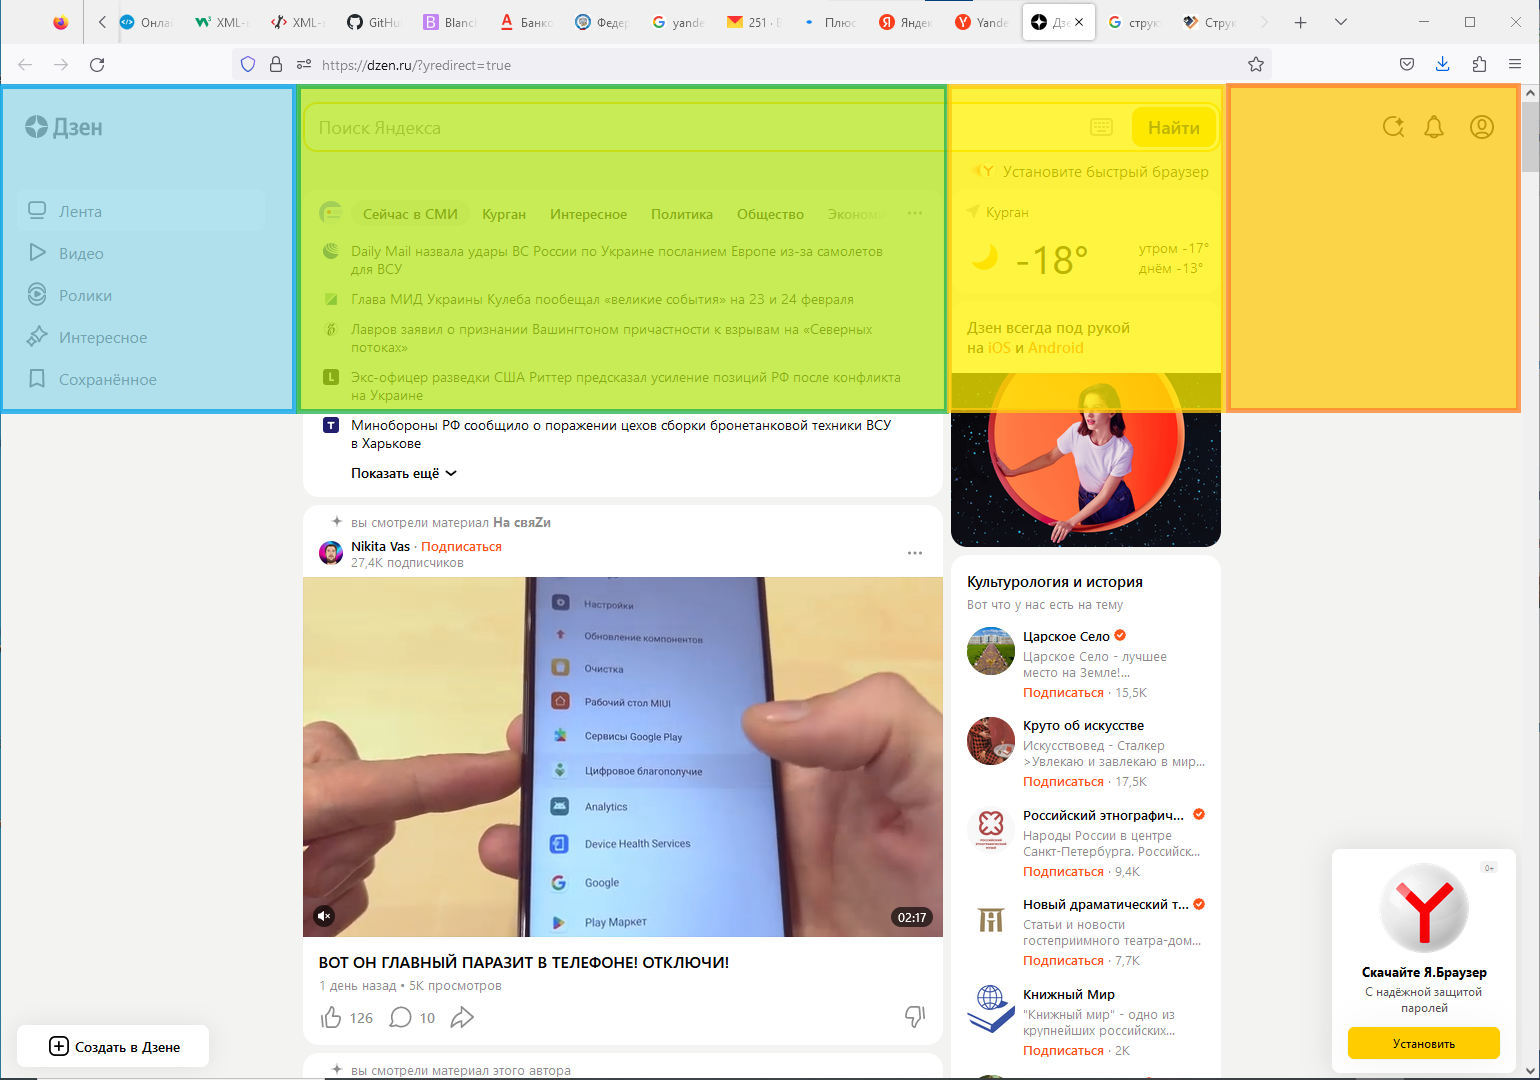 Онла
XML-
XML-
GitHu
Blanc
Банко
Федер
yande
251 · В
Плюс
Яндек
Yande
Дзе
струк
Струк
https://dzen.ru/?yredirect=true
Дзен
Поиск Яндекса
Найти
Установите быстрый браузер
Лента
Видео
Ролики
Интересное
Сохранённое
Сейчас в СМИ
Курган
Интересное
Политика
Общество
Эконом
Daily Mail назвала удары ВС России по Украине посланием Европе из-за самолетов
для ВСУ
Глава МИД Украины Кулеба пообещал «великие события» на 23 и 24 февраля
Лавров заявил о признании Вашингтоном причастности к взрывам на «Северных
потоках»
Экс-офицер разведки США Риттер предсказал усиление позиций РФ после конфликта
на Украине
Минобороны РФ сообщило о поражении цехов сборки бронетанковой техники ВСУ
в Харькове
Показать ещё
Курган
-18°
утром -17°
днём -13°
Дзен всегда под рукой
на iOS и Android
вы смотрели материал На свяZи
Nikita Vas · Подписаться
27,4K подписчиков
Настройки
Обновление компонентов
Очистка
Рабочий стол MIUI
Сервисы Google Play
Цифровое благополучие
Analytics
Device Health Services
Google
Play Маркет
02:17
ВОТ ОН ГЛАВНЫЙ ПАРАЗИТ В ТЕЛЕФОНЕ! ОТКЛЮЧИ!
1 день назад • 5K просмотров
126
10
вы смотрели материал этого автора
Культурология и история
Вот что у нас есть на тему
Царское Село
Царское Село - лучшее
место на Земле!...
Подписаться · 15,5K
Круто об искусстве
Искусствовед - Сталкер
>Увлекаю и завлекаю в мир...
Подписаться · 17,5K
Российский этнографич...
Народы России в центре
Санкт-Петербурга. Российск...
Подписаться · 9,4K
Новый драматический т...
Статьи и новости
гостеприимного театра-дом...
Подписаться · 7,7K
Книжный Мир
"Книжный мир" - одно из
крупнейших российских...
Подписаться · 2K
Создать в Дзене
0+
Скачайте Я.Браузер
С надёжной защитой
паролей
Установить